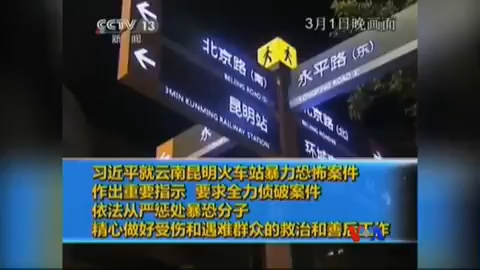 CCTV 13
新闻
3月1日晚画面
北京路（南）
BEIJING ROAD (S)
永平路（东）
YONGPING ROAD (E)
昆明站
KUNMING RAILWAY STATION
北京路
环城
习近平就云南昆明火车站暴力恐怖案件
作出重要指示 要求全力侦破案件
依法从严惩处暴恐分子
精心做好受伤和遇难群众的救治和善后工作